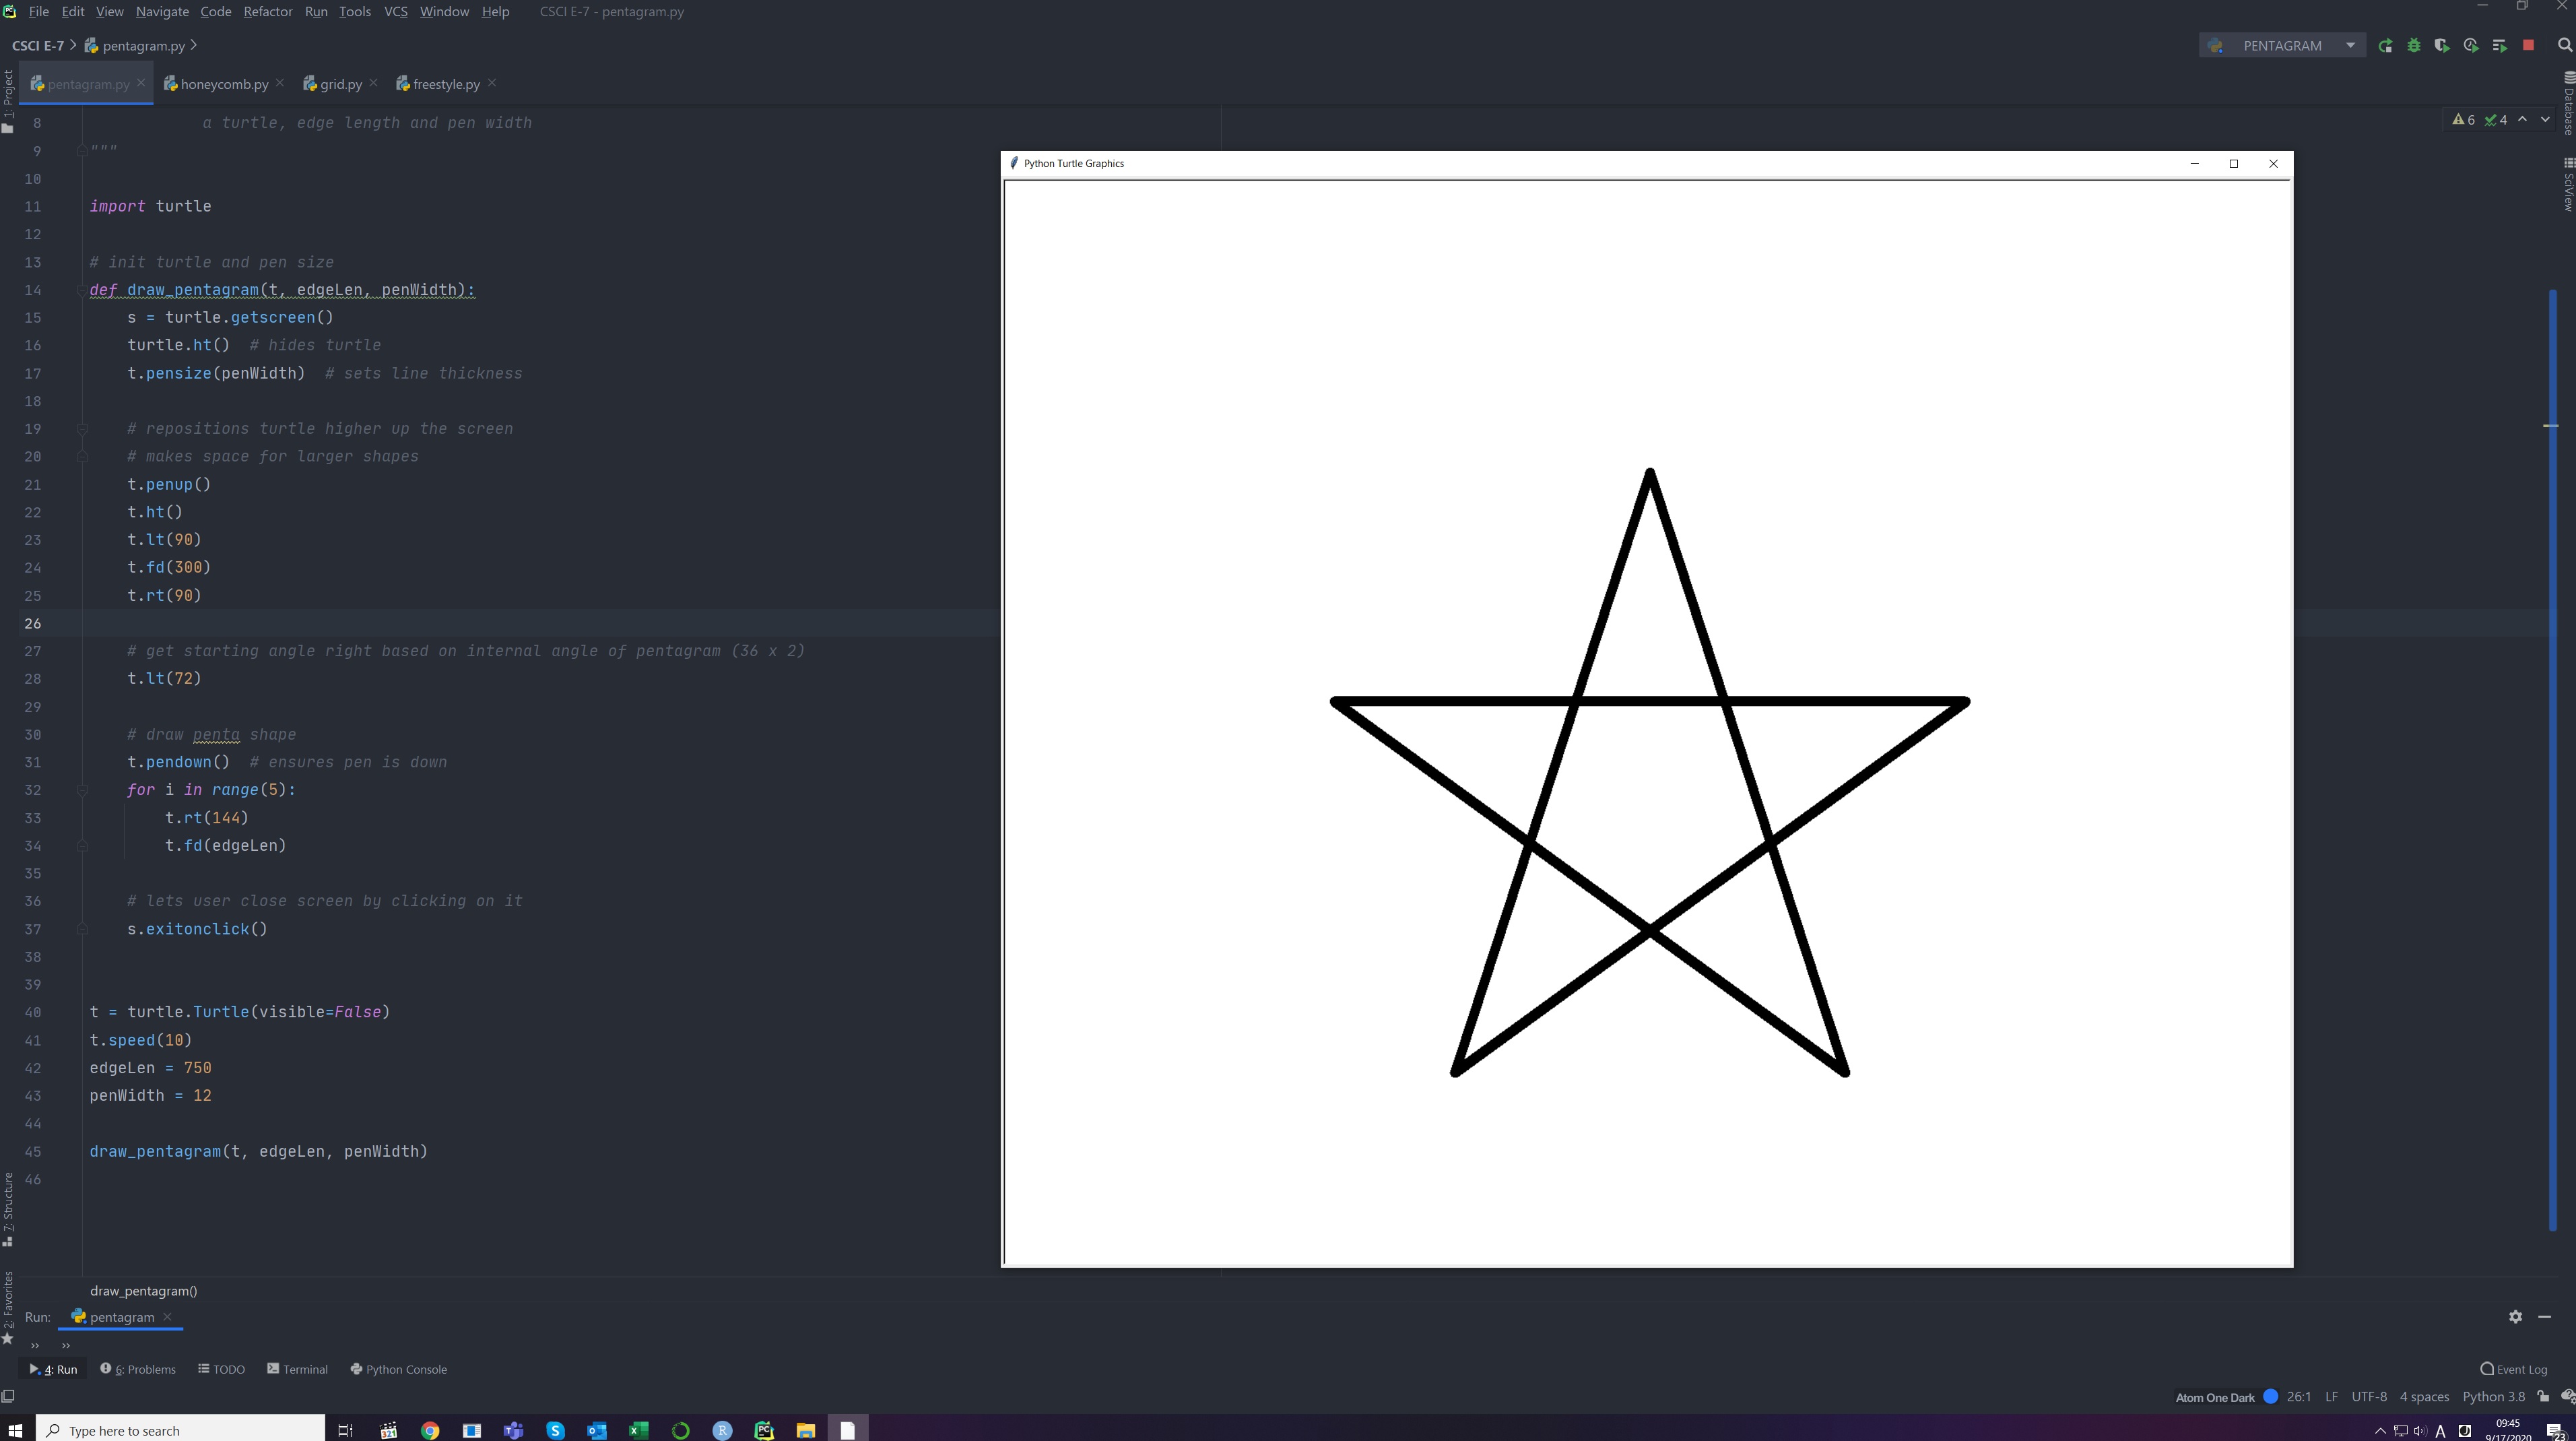 File Edit View Navigate Code Refactor Run Tools VCS Window Help CSCI E-7 - pentagram.py
CSCI E-7 pentagram.py
PENTAGRAM
1: Project
pentagram.py honeycomb.py grid.py freestyle.py
Database
SciView
6 4
8 a turtle, edge length and pen width
9 """
10
11 import turtle
12
13 # init turtle and pen size
14 def draw_pentagram(t, edgeLen, penWidth):
15 s = turtle.getscreen()
16 turtle.ht() # hides turtle
17 t.pensize(penWidth) # sets line thickness
18
19 # repositions turtle higher up the screen
20 # makes space for larger shapes
21 t.penup()
22 t.ht()
23 t.lt(90)
24 t.fd(300)
25 t.rt(90)
26
27 # get starting angle right based on internal angle of pentagram (36 x 2)
28 t.lt(72)
29
30 # draw penta shape
31 t.pendown() # ensures pen is down
32 for i in range(5):
33 t.rt(144)
34 t.fd(edgeLen)
35
36 # lets user close screen by clicking on it
37 s.exitonclick()
38
39
40 t = turtle.Turtle(visible=False)
41 t.speed(10)
42 edgeLen = 750
43 penWidth = 12
44
45 draw_pentagram(t, edgeLen, penWidth)
46
Python Turtle Graphics
7: Structure
2: Favorites
draw_pentagram()
Run: pentagram
4: Run 6: Problems TODO Terminal Python Console Event Log
Atom One Dark 26:1 LF UTF-8 4 spaces Python 3.8
Type here to search
321
A
09:45
9/17/2020
23